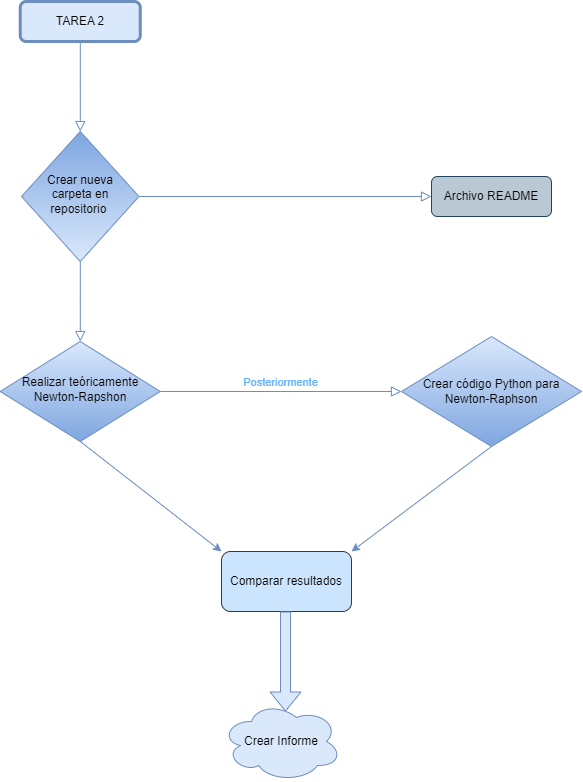 TAREA 2
Crear nueva
carpeta en
repositorio
Archivo README
Realizar teóricamente
Newton-Rapshon
Posteriormente
Crear código Python para
Newton-Raphson
Comparar resultados
Crear Informe